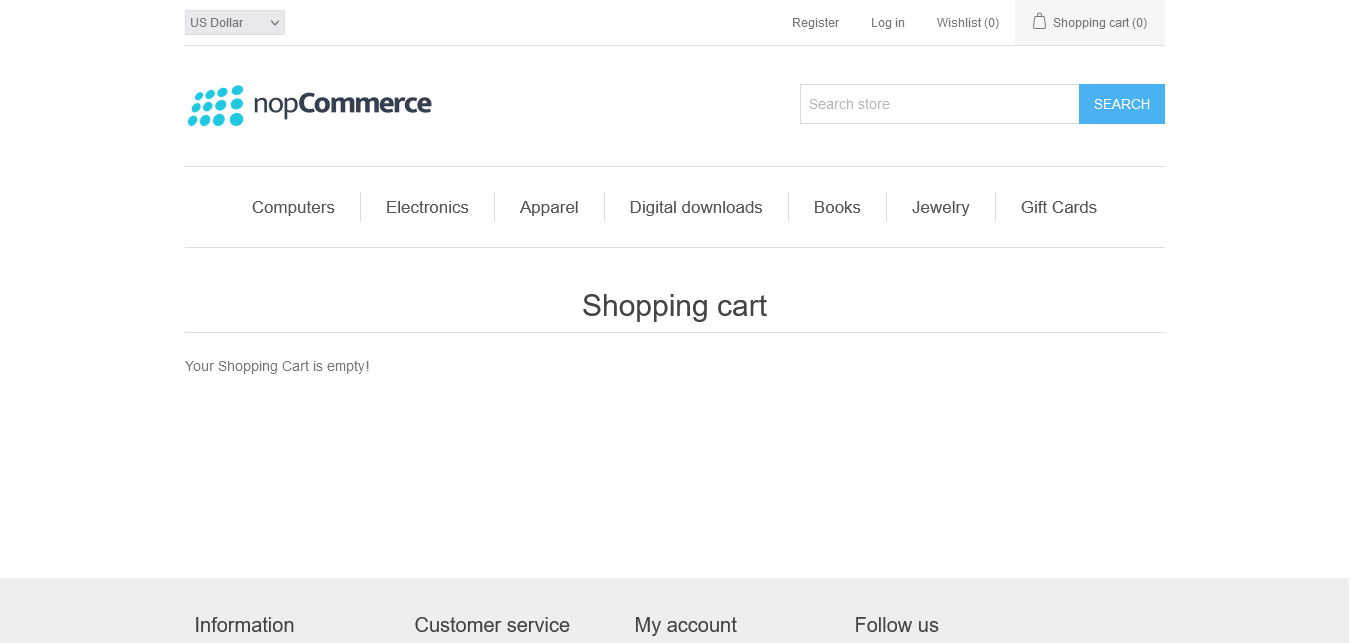 US Dollar
Register
Log in
Wishlist (0)
Shopping cart (0)
nopCommerce
Search store
SEARCH
Computers
Electronics
Apparel
Digital downloads
Books
Jewelry
Gift Cards
Shopping cart
Your Shopping Cart is empty!
Information
Customer service
My account
Follow us